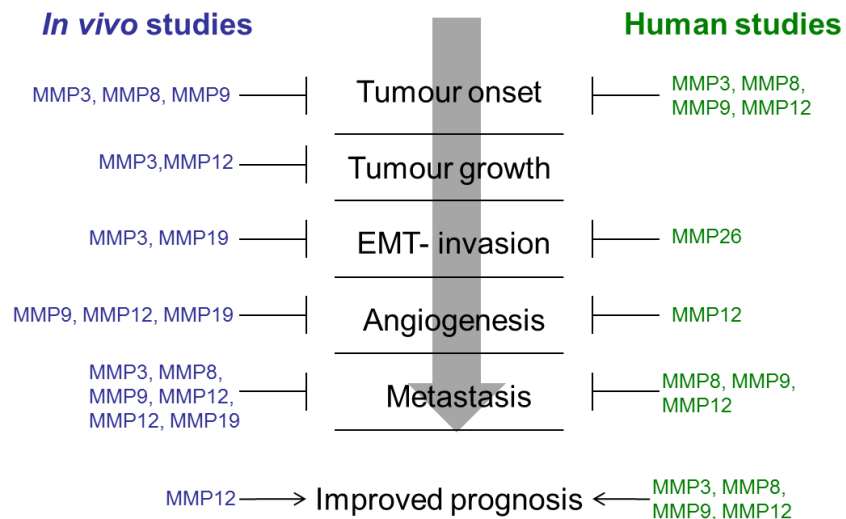 In vivo studies
Human studies
MMP3, MMP8, MMP9
Tumour onset
MMP3, MMP8,
MMP9, MMP12
MMP3,MMP12
Tumour growth
MMP3, MMP19
EMT- invasion
MMP26
MMP9, MMP12, MMP19
Angiogenesis
MMP12
MMP3, MMP8,
MMP9, MMP12,
MMP12, MMP19
Metastasis
MMP8, MMP9,
MMP12
MMP12
Improved prognosis
MMP3, MMP8,
MMP9, MMP12